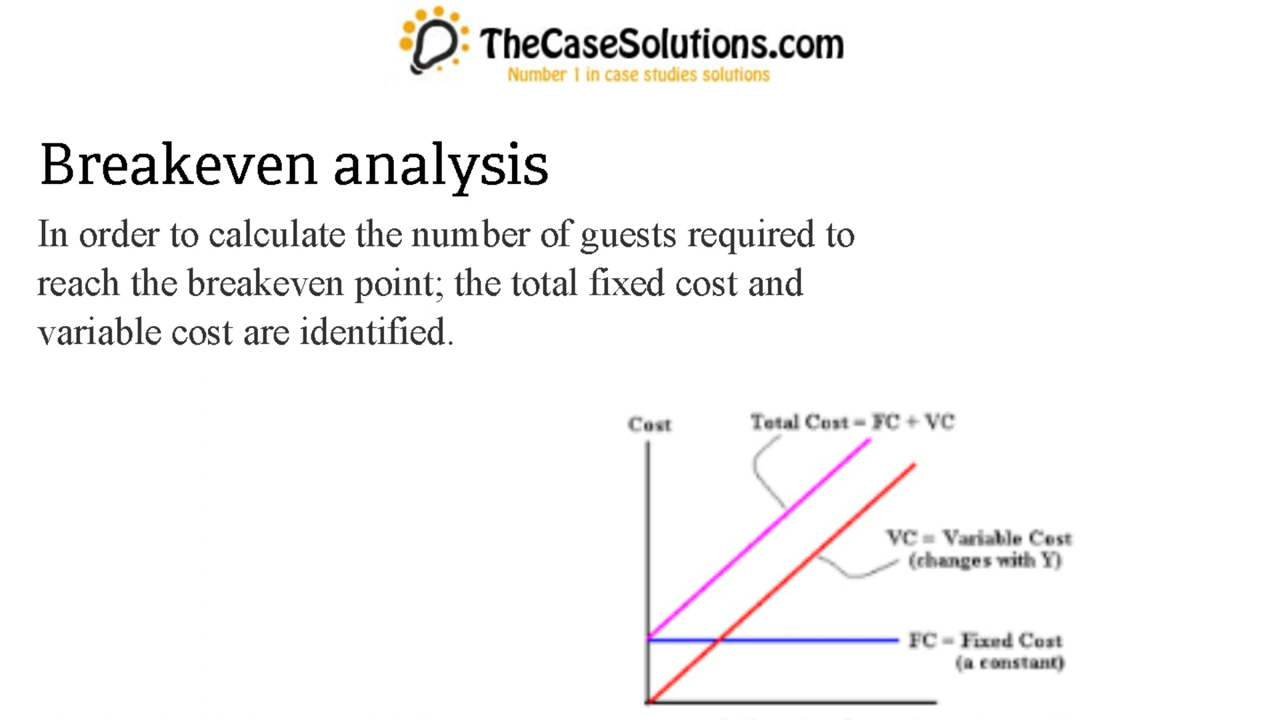 TheCaseSolutions.com
Number 1 in case studies solutions
Breakeven analysis
In order to calculate the number of guests required to
reach the breakeven point; the total fixed cost and
variable cost are identified.
Cost
Total Cost = FC + VC
VC = Variable Cost
(changes with Y)
FC = Fixed Cost
(a constant)